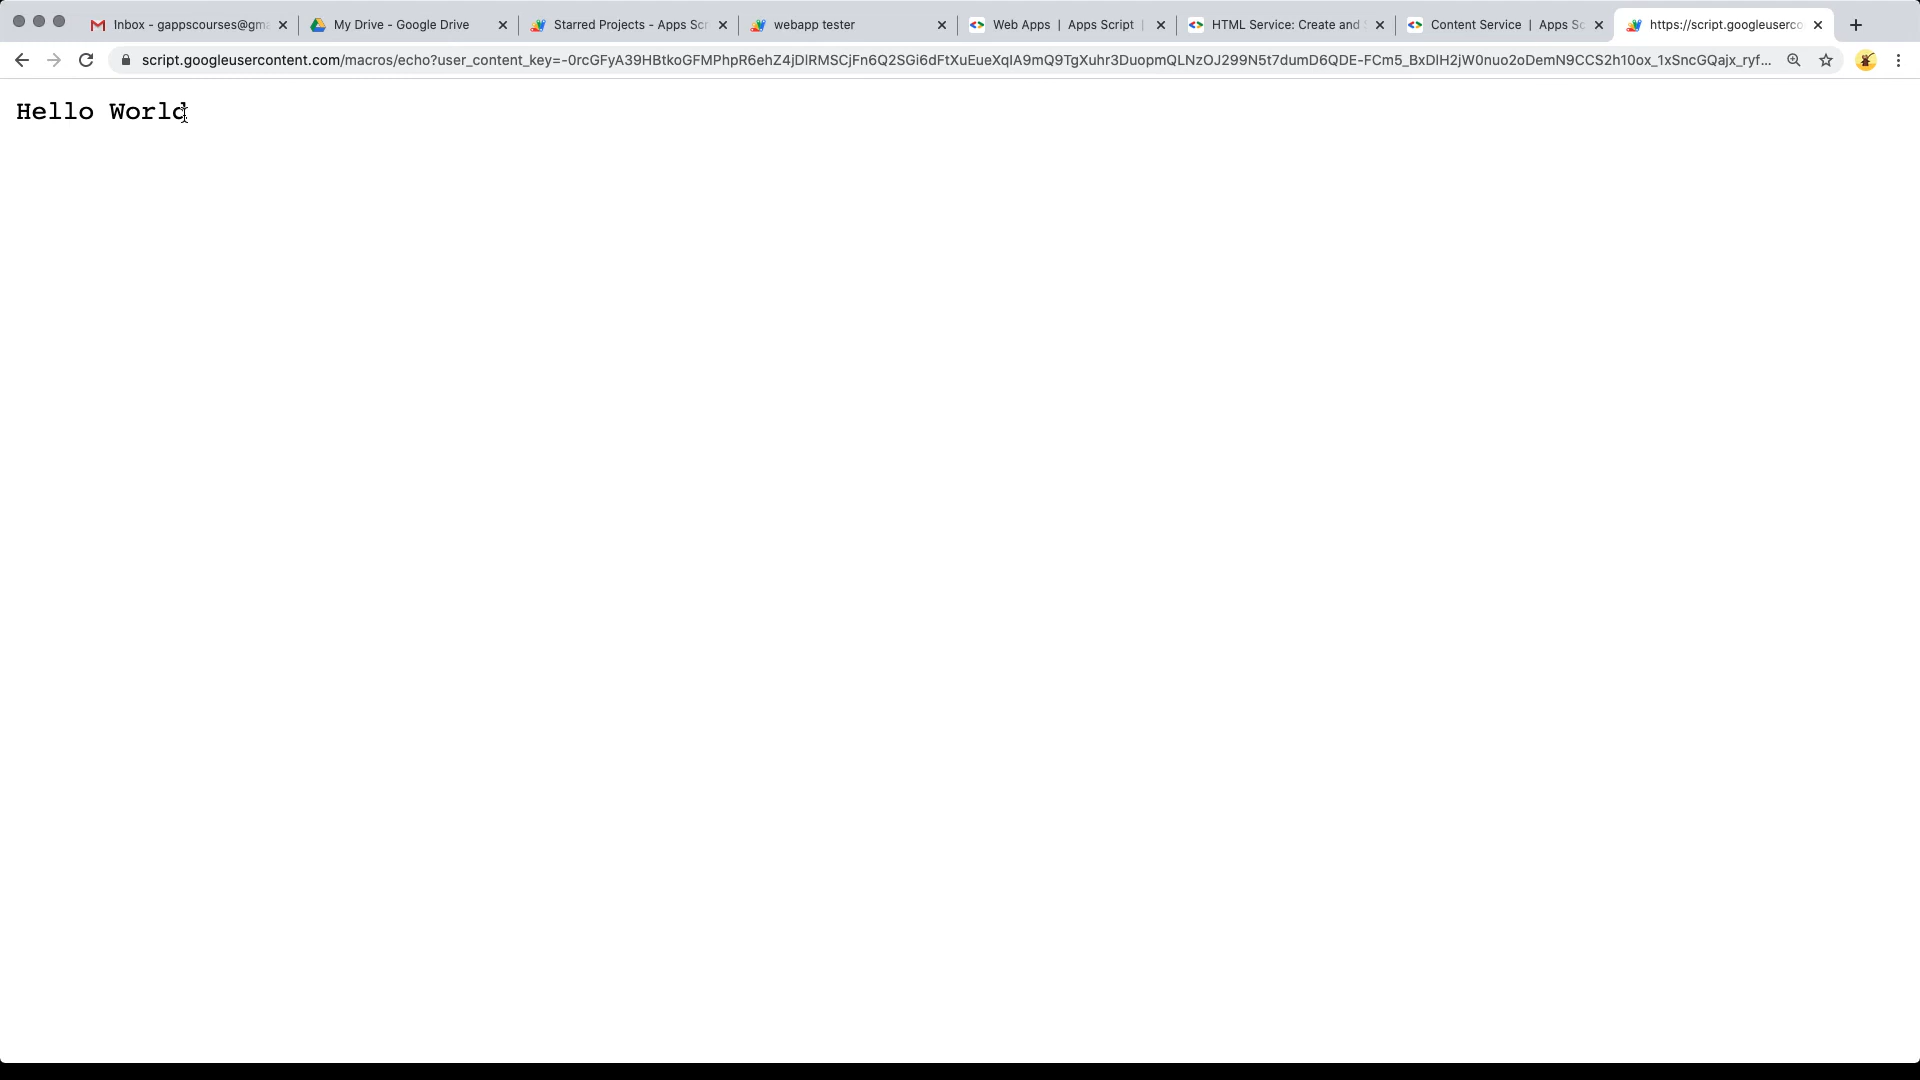 Inbox - gappscourses@gm
My Drive - Google Drive
Starred Projects - Apps Scr
webapp tester
Web Apps | Apps Script |
HTML Service: Create and
Content Service | Apps Sc
https://script.googleuserco
script.googleusercontent.com/macros/echo?user_content_key=-0rcGFyA39HBtkoGFMPhpR6ehZ4jDlRMSCjFn6Q2SGi6dFtXuEueXqIA9mQ9TgXuhr3DuopmQLNzOJ299N5t7dumD6QDE-FCm5_BxDlH2jW0nuo2oDemN9CCS2h10ox_1xSncGQajx_ryf...
Hello World